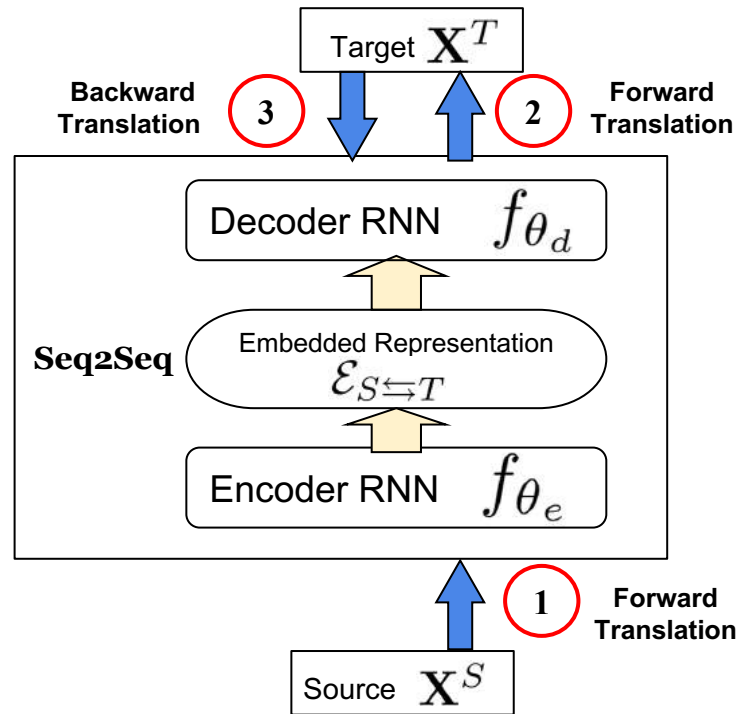 Target X^T
Backward
Translation
3
2
Forward
Translation
Decoder RNN f_{θ_d}
Seq2Seq
Embedded Representation
ℰ_{S⇆T}
Encoder RNN f_{θ_e}
1
Forward
Translation
Source X^S